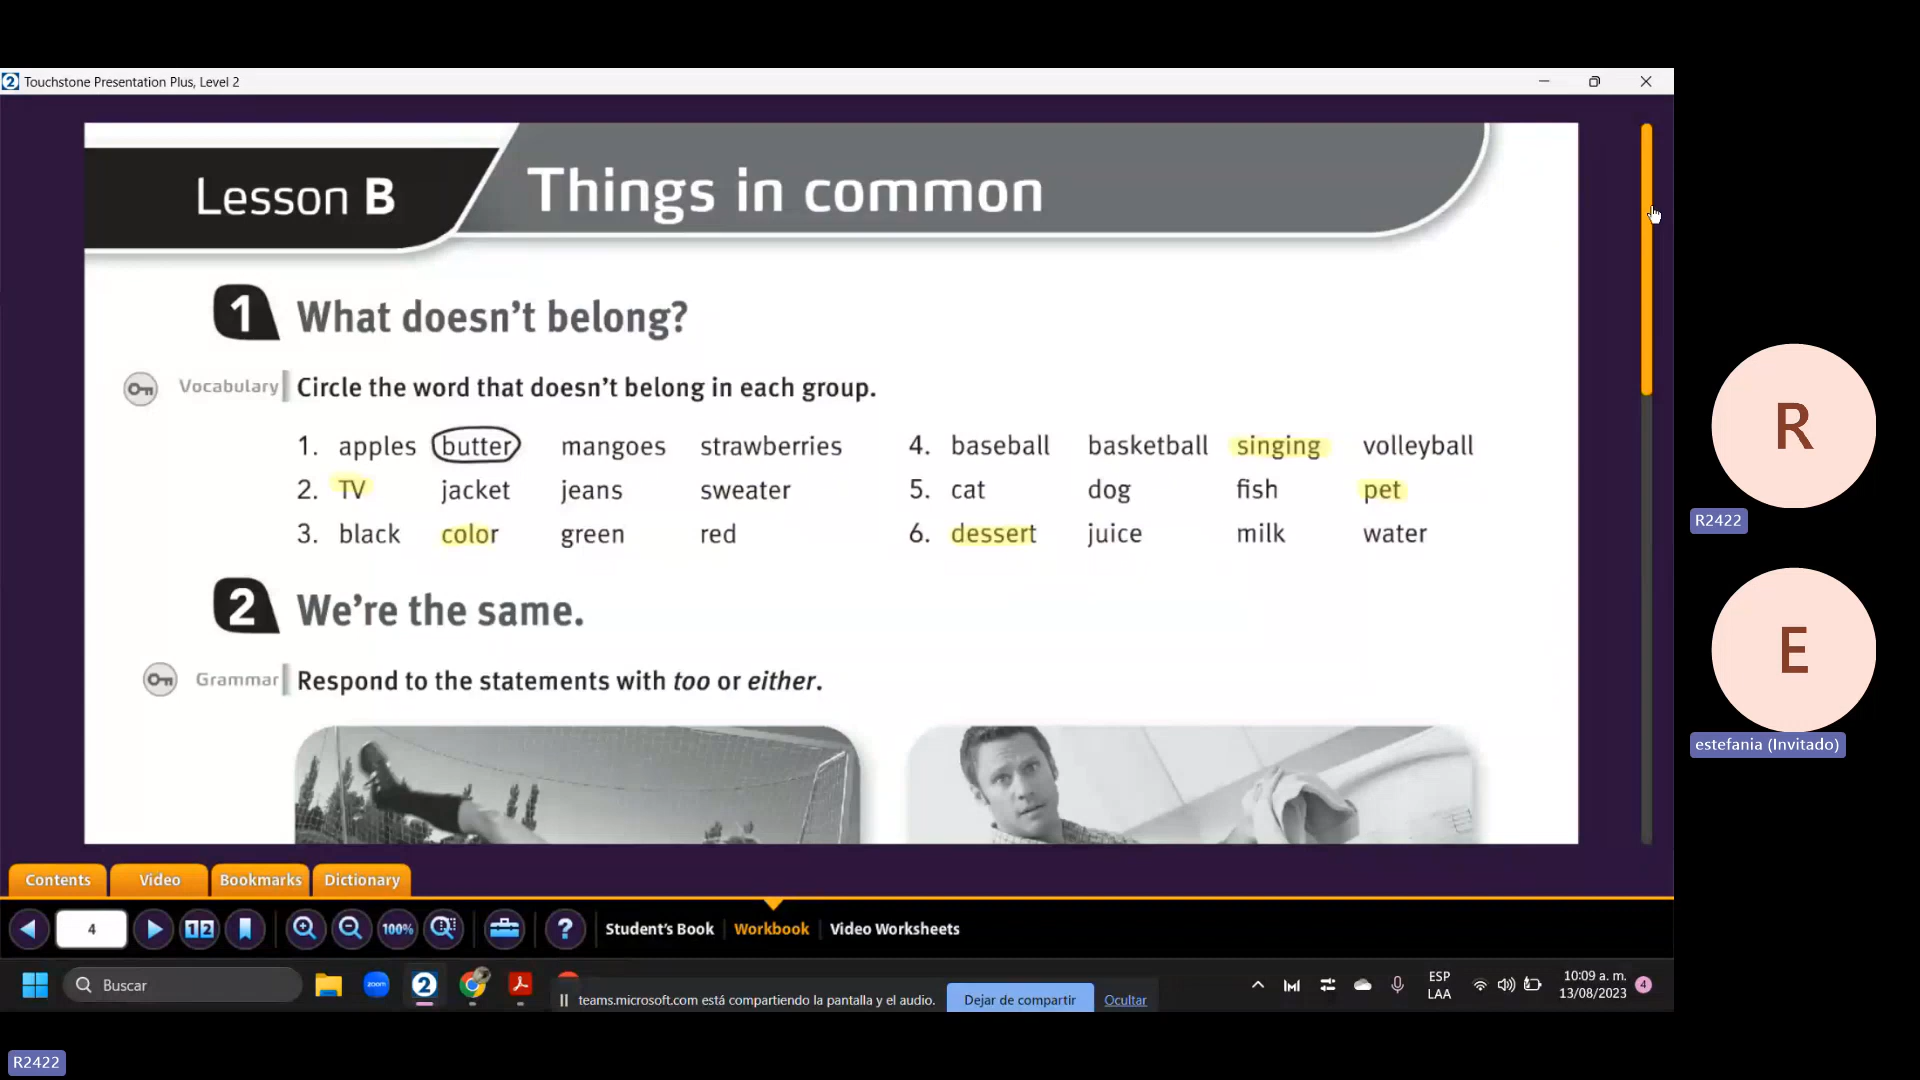 Touchstone Presentation Plus, Level 2
Lesson B Things in common
1 What doesn't belong?
Vocabulary Circle the word that doesn't belong in each group.
1. apples butter mangoes strawberries 4. baseball basketball singing volleyball
2. TV jacket jeans sweater 5. cat dog fish pet
3. black color green red 6. dessert juice milk water
2 We're the same.
Grammar Respond to the statements with too or either.
R
R2422
E
estefania (Invitado)
Contents Video Bookmarks Dictionary
4 12 100% ? Student's Book Workbook Video Worksheets
Buscar zoom 2 teams.microsoft.com está compartiendo la pantalla y el audio. Dejar de compartir Ocultar ESP LAA 10:09 a. m. 13/08/2023 4
R2422